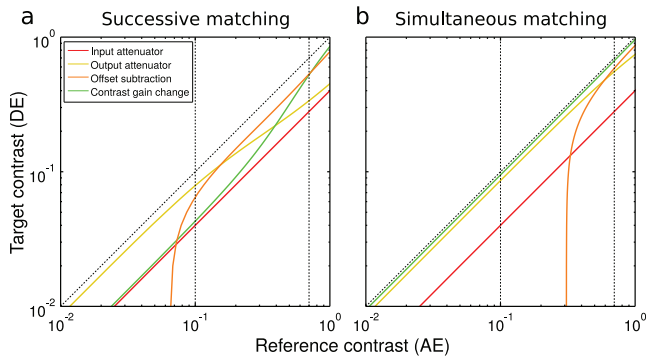 a
Successive matching
b
Simultaneous matching
Target contrast (DE)
10^0
10^-1
10^-2
Input attenuator
Output attenuator
Offset subtraction
Contrast gain change
10^-2
10^-1
10^0
10^-2
10^-1
10^0
Reference contrast (AE)